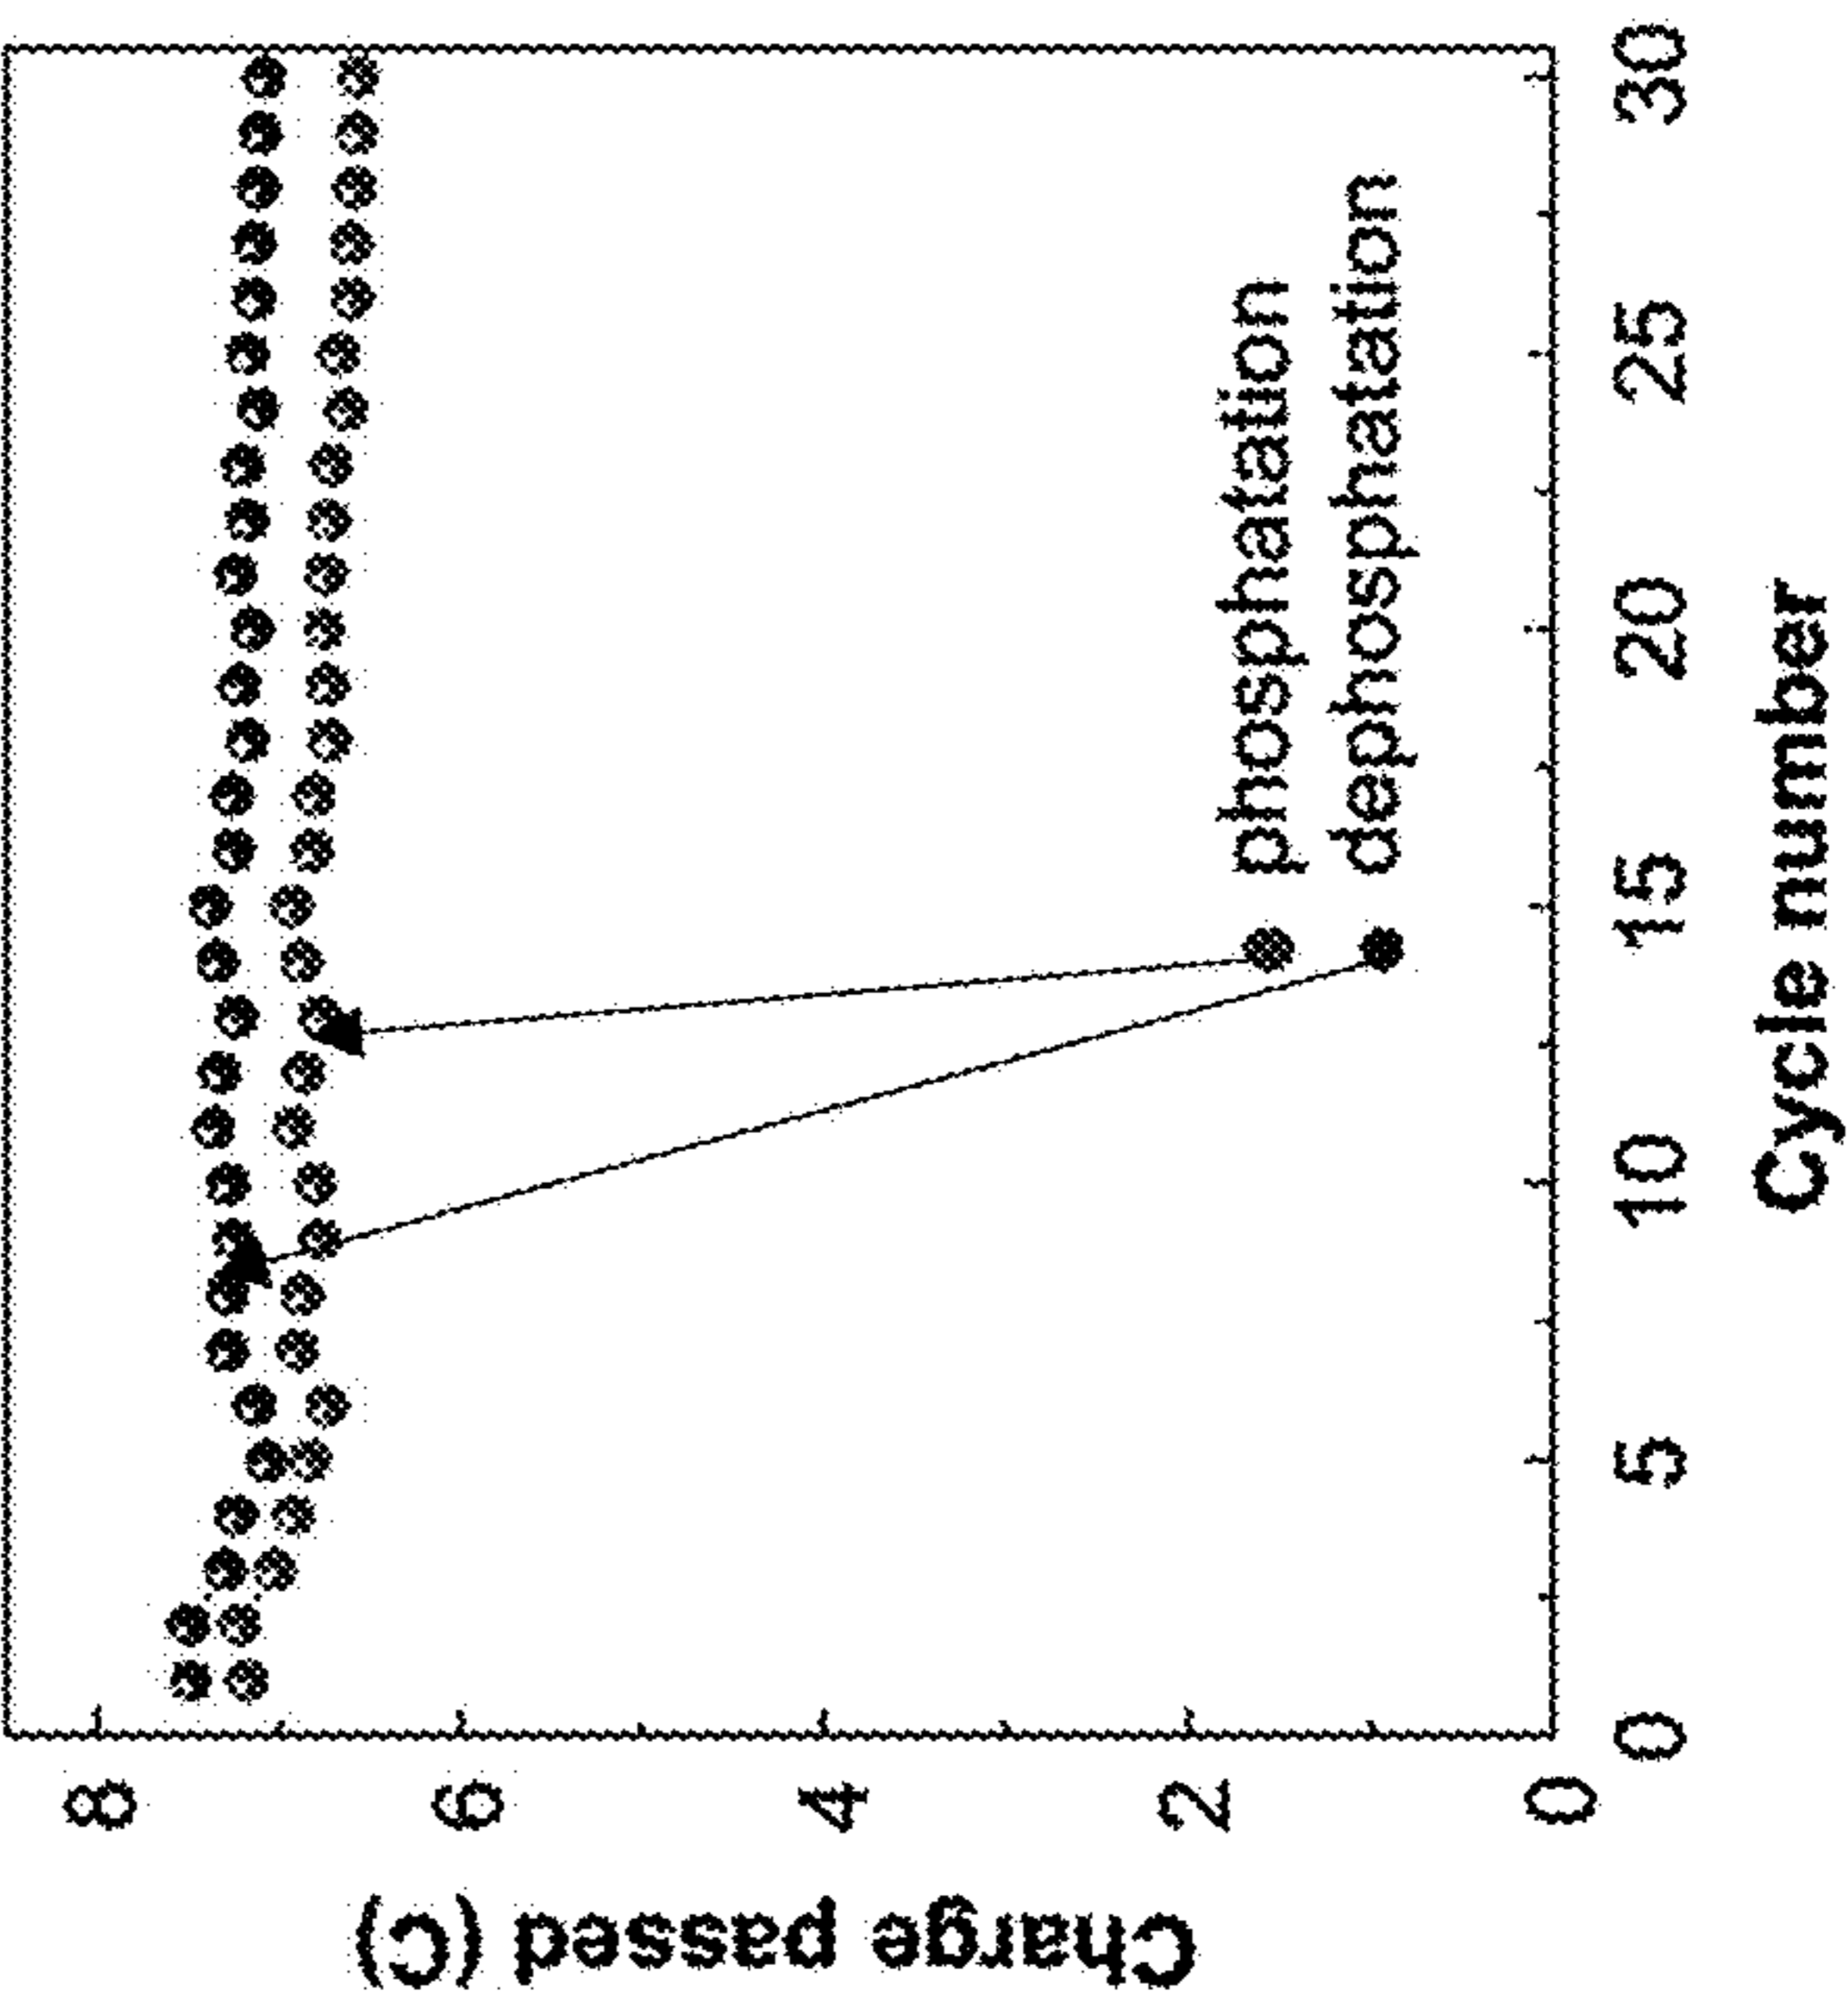 Charge passed (C)
8
6
4
2
0
phosphatation
dephosphatation
0 5 10 15 20 25 30
Cycle number